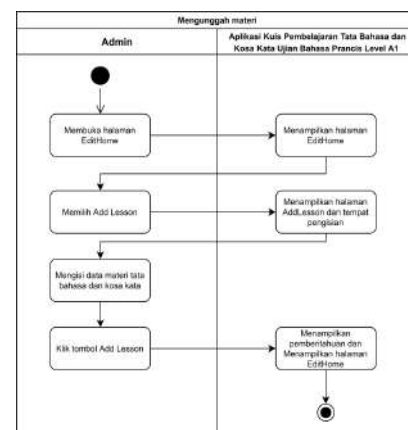 Mengunggah materi
Admin
Aplikasi Kuis Pembelajaran Tata Bahasa dan
Kosa Kata Ujian Bahasa Prancis Level A1
Membuka halaman
EditHome
Menampilkan halaman
EditHome
Memilih Add Lesson
Menampilkan halaman
AddLesson dan tempat
pengisian
Mengisi data materi tata
bahasa dan kosa kata
Klik tombol Add Lesson
Menampilkan
pemberitahuan dan
Menampilkan halaman
EditHome